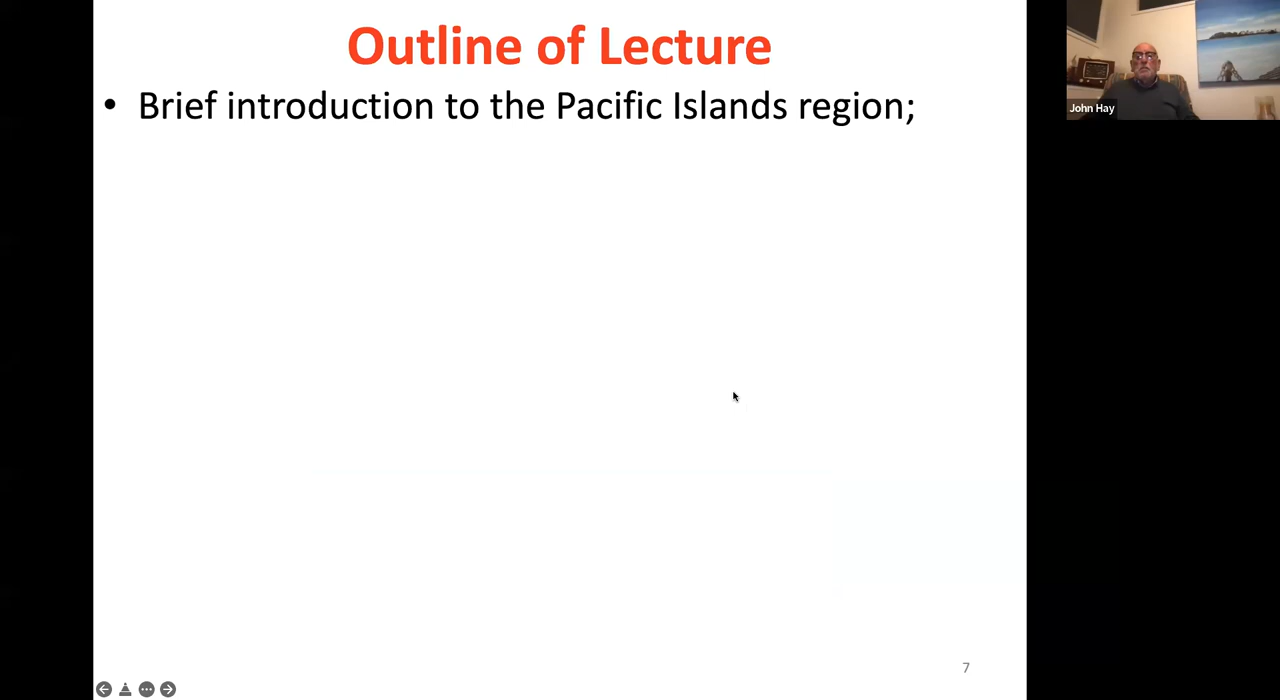 Outline of Lecture
• Brief introduction to the Pacific Islands region;
John Hay
7